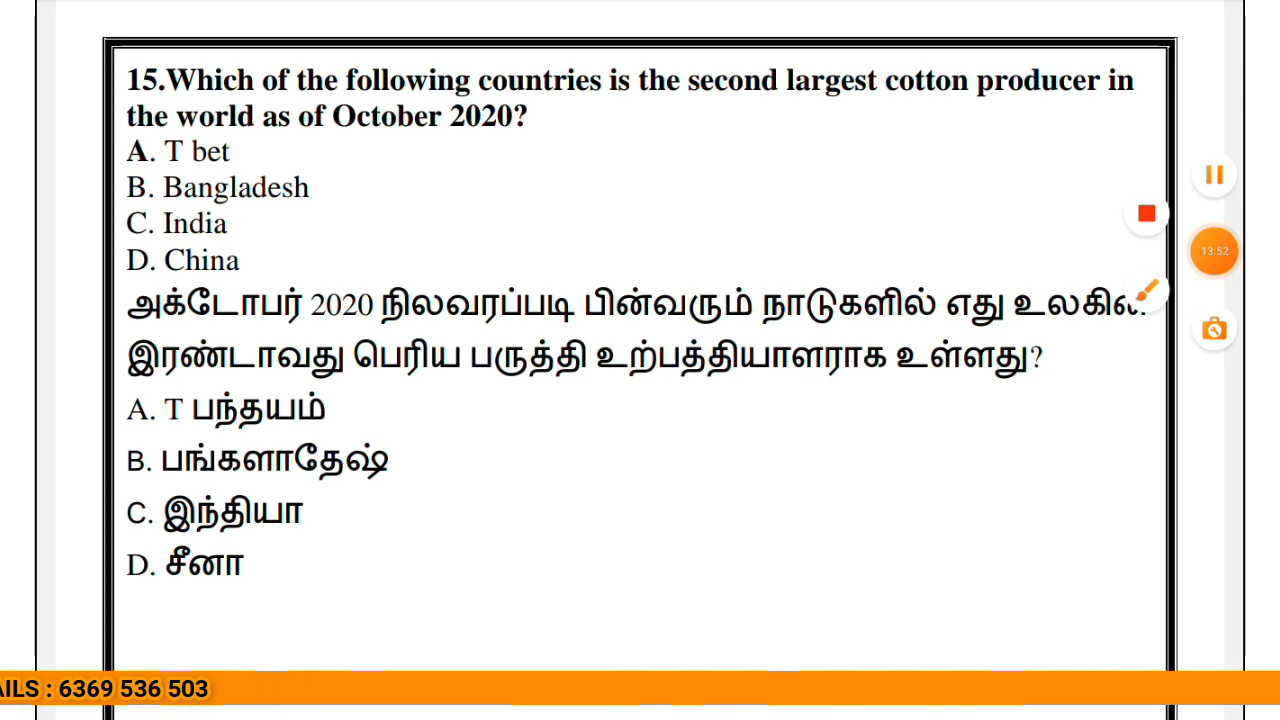 15.Which of the following countries is the second largest cotton producer in
the world as of October 2020?
A. T bet
B. Bangladesh
C. India
D. China
அக்டோபர் 2020 நிலவரப்படி பின்வரும் நாடுகளில் எது
இரண்டாவது பெரிய பருத்தி உற்பத்தியாளராக உள்ளது?
A. T பந்தயம்
B. பங்களாதேஷ்
C. இந்தியா
D. சீனா
13:52
: 6369 536 503